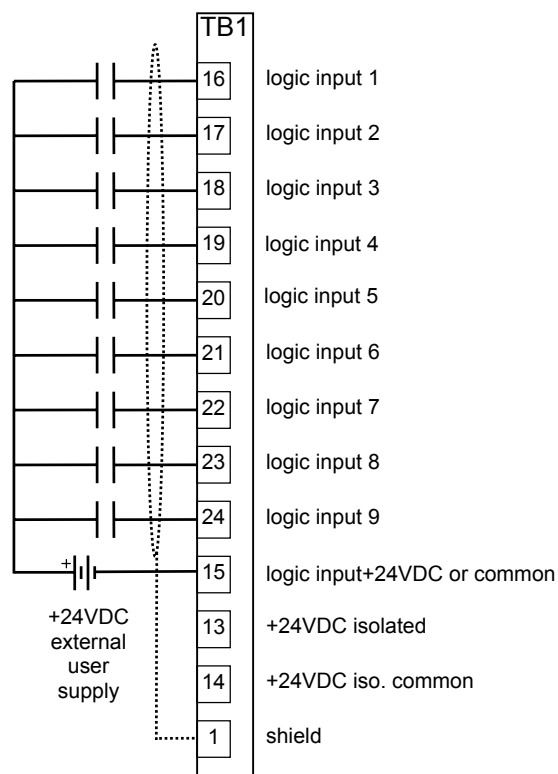 TB1
16 logic input 1
17 logic input 2
18 logic input 3
19 logic input 4
20 logic input 5
21 logic input 6
22 logic input 7
23 logic input 8
24 logic input 9
+ 15 logic input+24VDC or common
+24VDC
external
user
supply
13 +24VDC isolated
14 +24VDC iso. common
1 shield